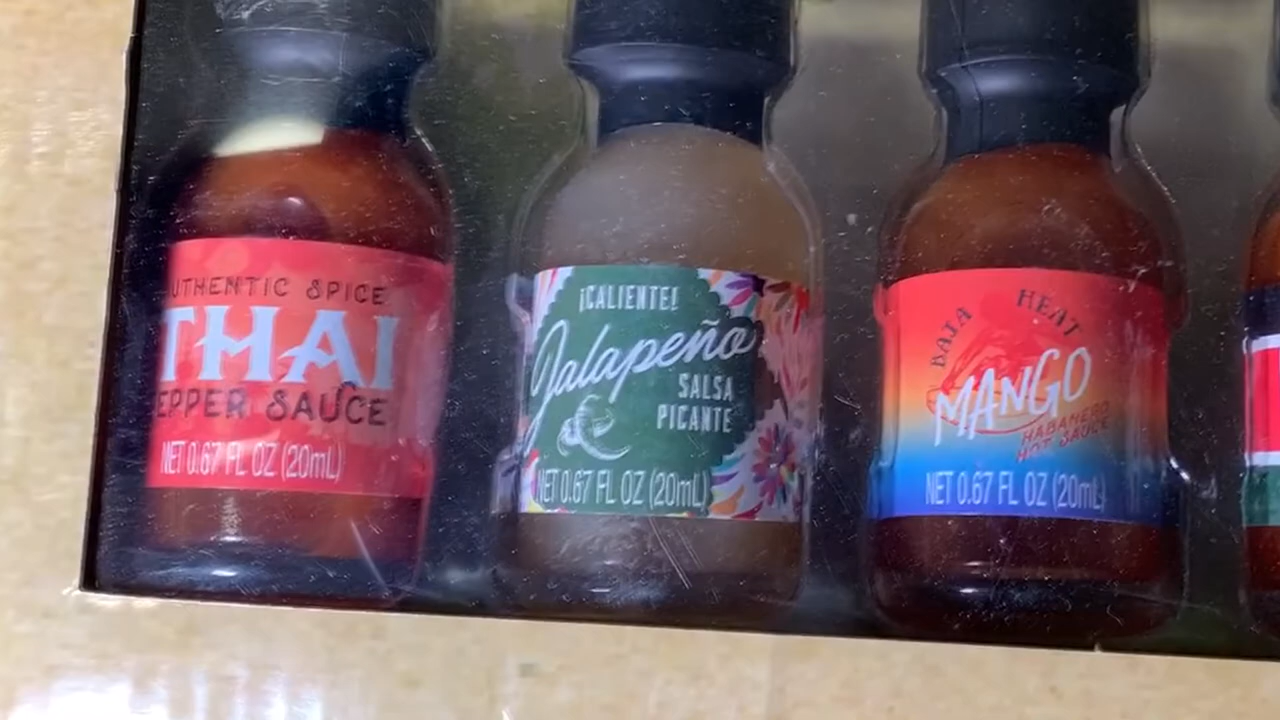 UTHENTIC SPICE
THAI
EPPER SAUCE
NET 0.67 FL OZ (20mL)
¡CALIENTE!
Jalapeño
SALSA
PICANTE
NET 0.67 FL OZ (20mL)
BAJA HEAT
MANGO
HABANERO
HOT SAUCE
NET 0.67 FL OZ (20mL)